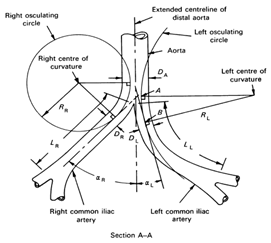 Extended centreline of
distal aorta
Right osculating
circle
Left osculating
circle
Aorta
Right centre of
curvature
Left centre of
curvature
D_A
A
R_R
B
R_L
D_R
D_L
L_R
L_L
α_R
α_L
Right common iliac
artery
Left common iliac
artery
Section A–A